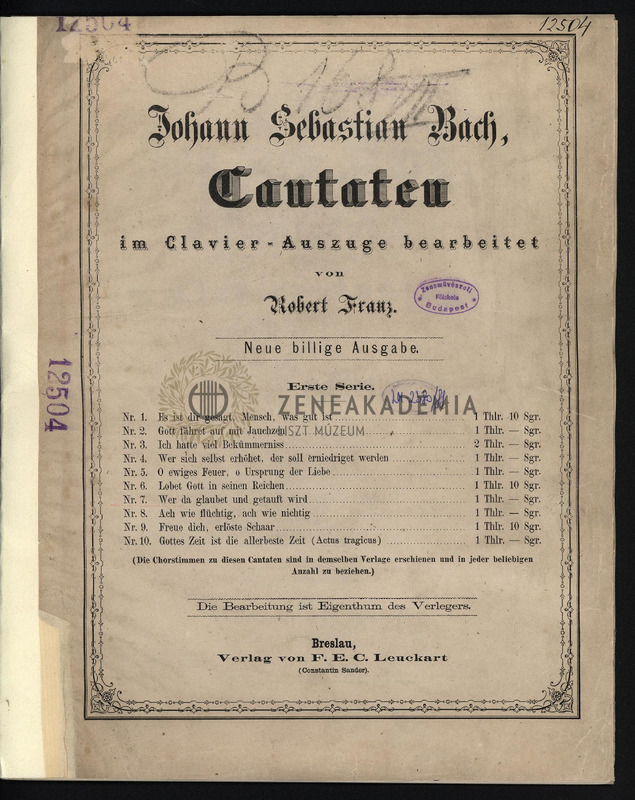 12504
12504
B 158 III
Johann Sebastian Bach,
Cantaten
im Clavier-Auszuge bearbeitet
von
Robert Franz.
Zeneművészeti
Főiskola
Budapest
Neue billige Ausgabe.
Erste Serie.
ZENEAKADEMIA
LISZT MÚZEUM
12504
Nr. 1. Es ist dir gesagt, Mensch, was gut ist 1 Thlr. 10 Sgr.
Nr. 2. Gott fähret auf mit Jauchzen 1 Thlr. — Sgr.
Nr. 3. Ich hatte viel Bekümmerniss 2 Thlr. — Sgr.
Nr. 4. Wer sich selbst erhöhet, der soll erniedriget werden 1 Thlr. — Sgr.
Nr. 5. O ewiges Feuer, o Ursprung der Liebe 1 Thlr. — Sgr.
Nr. 6. Lobet Gott in seinen Reichen 1 Thlr. 10 Sgr.
Nr. 7. Wer da glaubet und getauft wird 1 Thlr. — Sgr.
Nr. 8. Ach wie flüchtig, ach wie nichtig 1 Thlr. — Sgr.
Nr. 9. Freue dich, erlöste Schaar 1 Thlr. 10 Sgr.
Nr. 10. Gottes Zeit ist die allerbeste Zeit (Actus tragicus) 1 Thlr. — Sgr.
(Die Chorstimmen zu diesen Cantaten sind in demselben Verlage erschienen und in jeder beliebigen
Anzahl zu beziehen.)
Die Bearbeitung ist Eigenthum des Verlegers.
Breslau,
Verlag von F. E. C. Leuckart
(Constantin Sander).